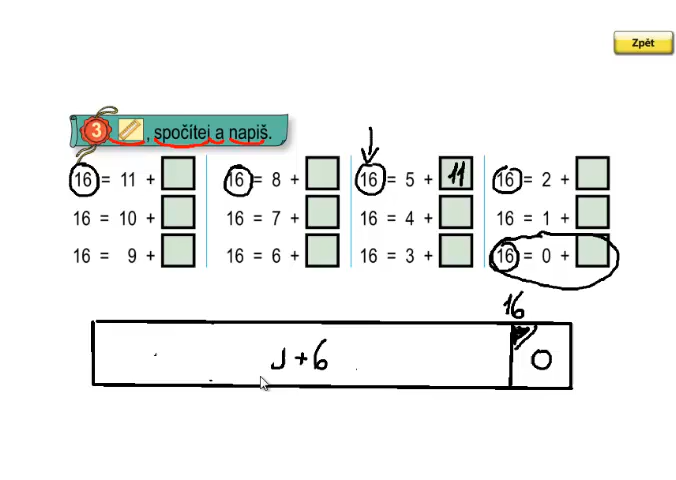 Zpět
3 , spočítej a napiš.
16 = 11 + 16 = 8 + 16 = 5 + 11 16 = 2 +
16 = 10 + 16 = 7 + 16 = 4 + 16 = 1 +
16 = 9 + 16 = 6 + 16 = 3 + 16 = 0 +
16
J + 6 0